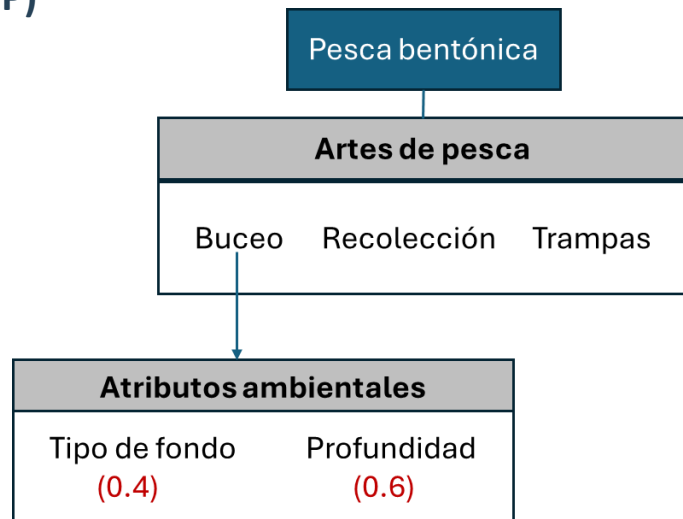 P)
Pesca bentónica
Artes de pesca
Buceo Recolección Trampas
Atributos ambientales
Tipo de fondo Profundidad
(0.4) (0.6)